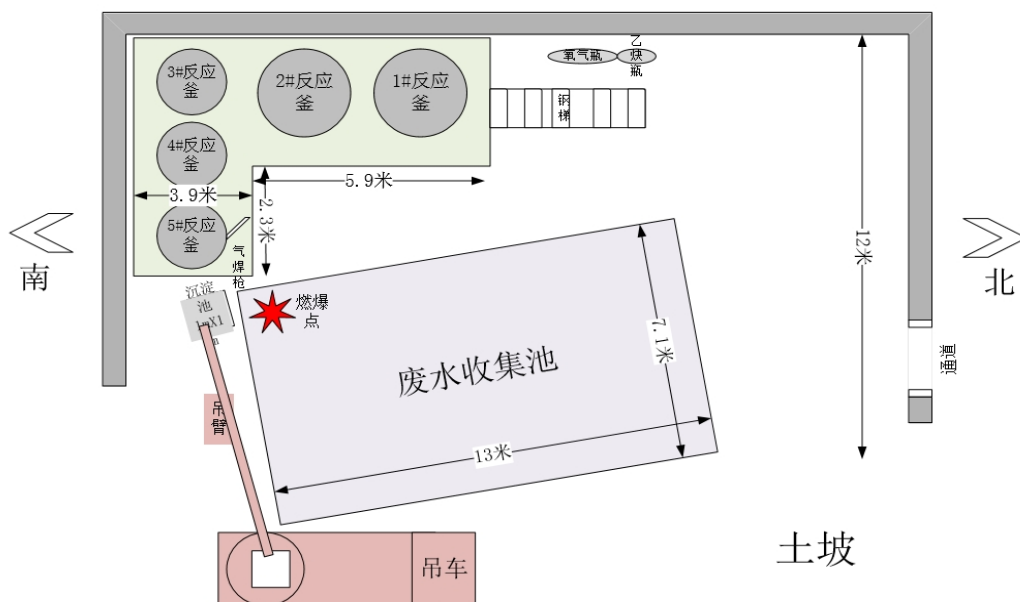 3#反应
釜
2#反应
釜
1#反应
釜
氧气瓶
乙
炔
瓶
钢
梯
4#反应
釜
3.9米
5.9米
2.3米
5#反应
釜
气
焊
枪
南
北
12米
沉淀
池
1mX1
m
燃爆
点
7.1米
废水收集池
通道
吊
臂
13米
土坡
吊车